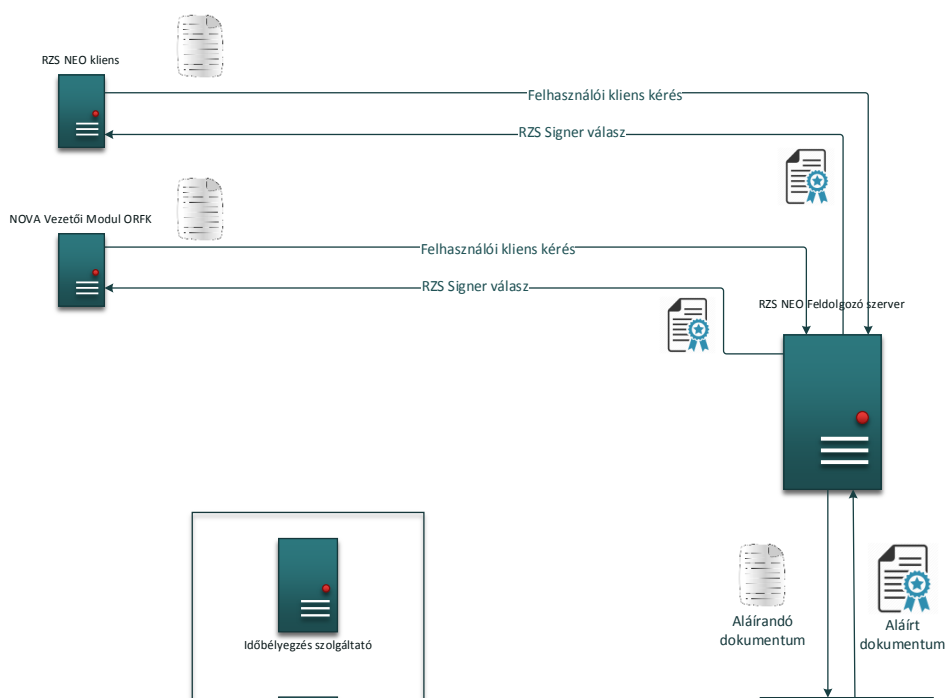 RZS NEO kliens
Felhasználói kliens kérés
RZS Signer válasz
NOVA Vezetői Modul ORFK
Felhasználói kliens kérés
RZS Signer válasz
RZS NEO Feldolgozó szerver
Időbélyegzés szolgáltató
Aláírandó
dokumentum
Aláírt
dokumentum